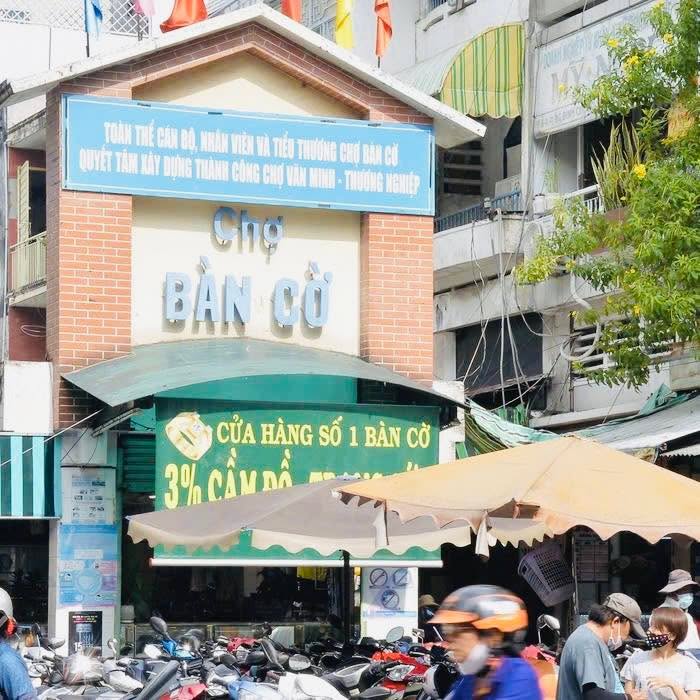 TOÀN THỂ CÁN BỘ, NHÂN VIÊN VÀ TIỂU THƯƠNG CHỢ BÀN CỜ
QUYẾT TÂM XÂY DỰNG THÀNH CÔNG CHỢ VĂN MINH - THƯƠNG NGHIỆP
Chợ
BÀN CỜ
CỬA HÀNG SỐ 1 BÀN CỜ
3% CẦM ĐỒ